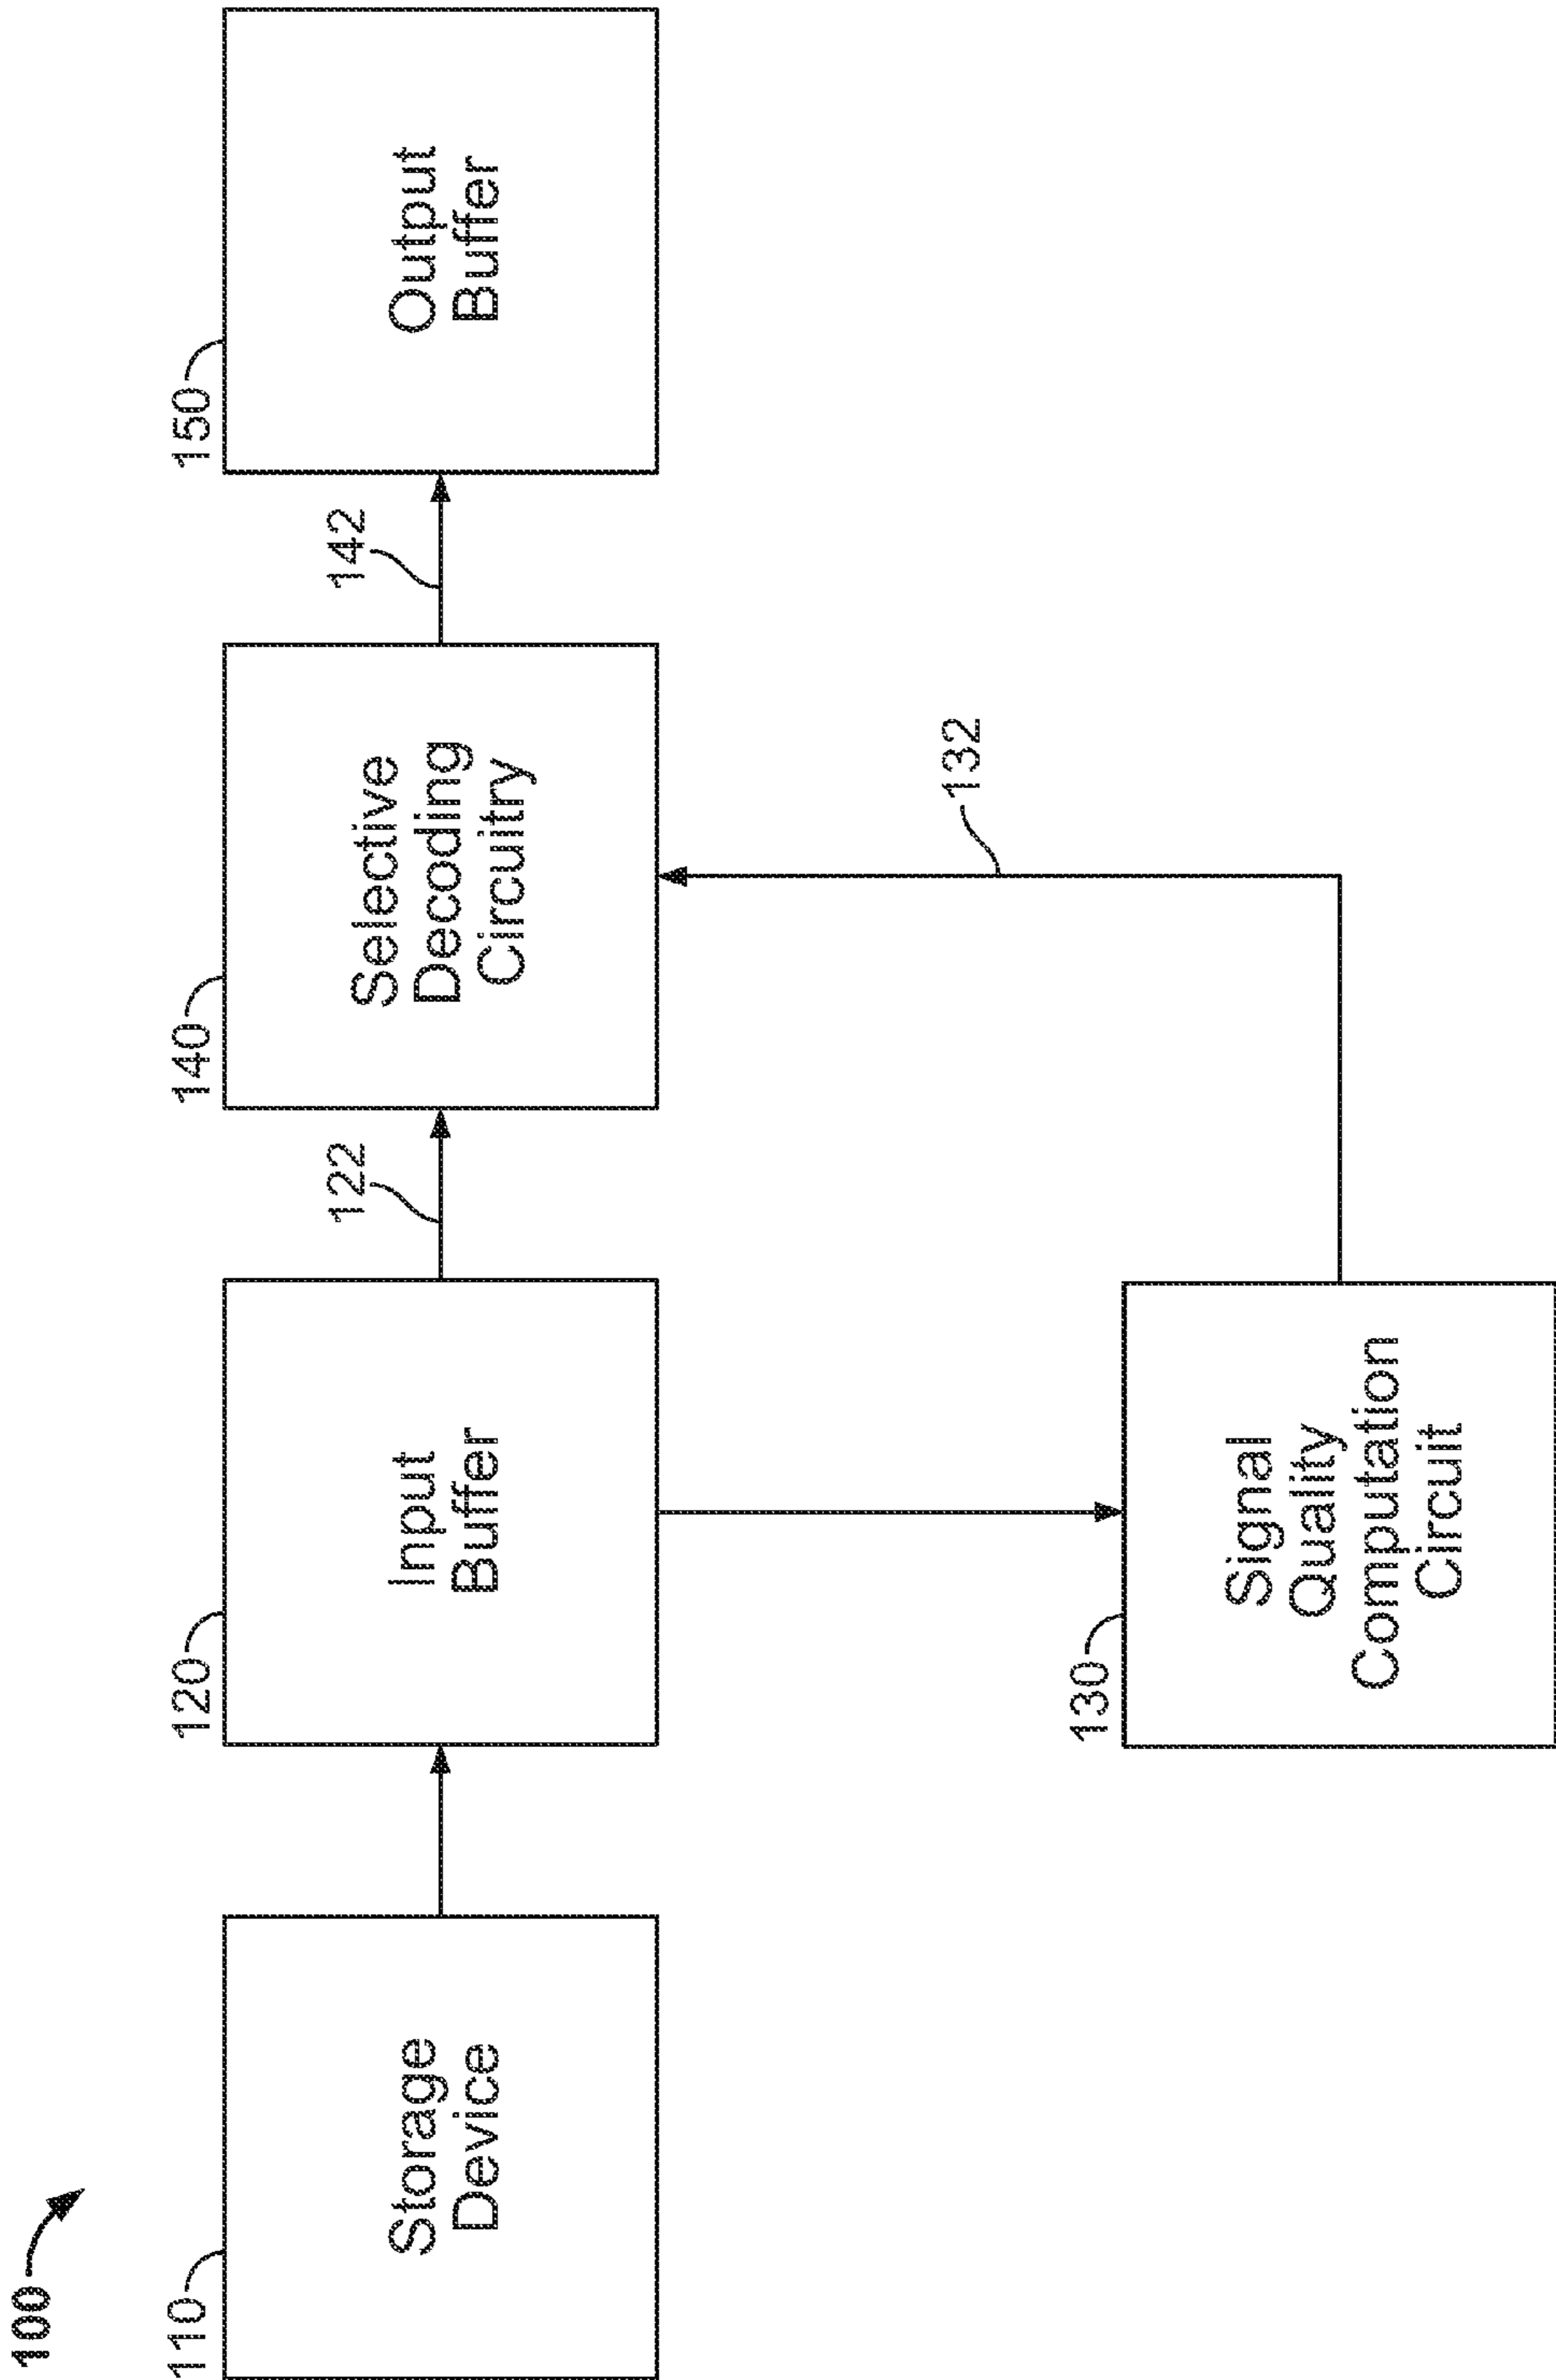 100
110
Storage
Device
120
Input
Buffer
122
140
Selective
Decoding
Circuitry
142
150
Output
Buffer
130
Signal
Quality
Computation
Circuit
132